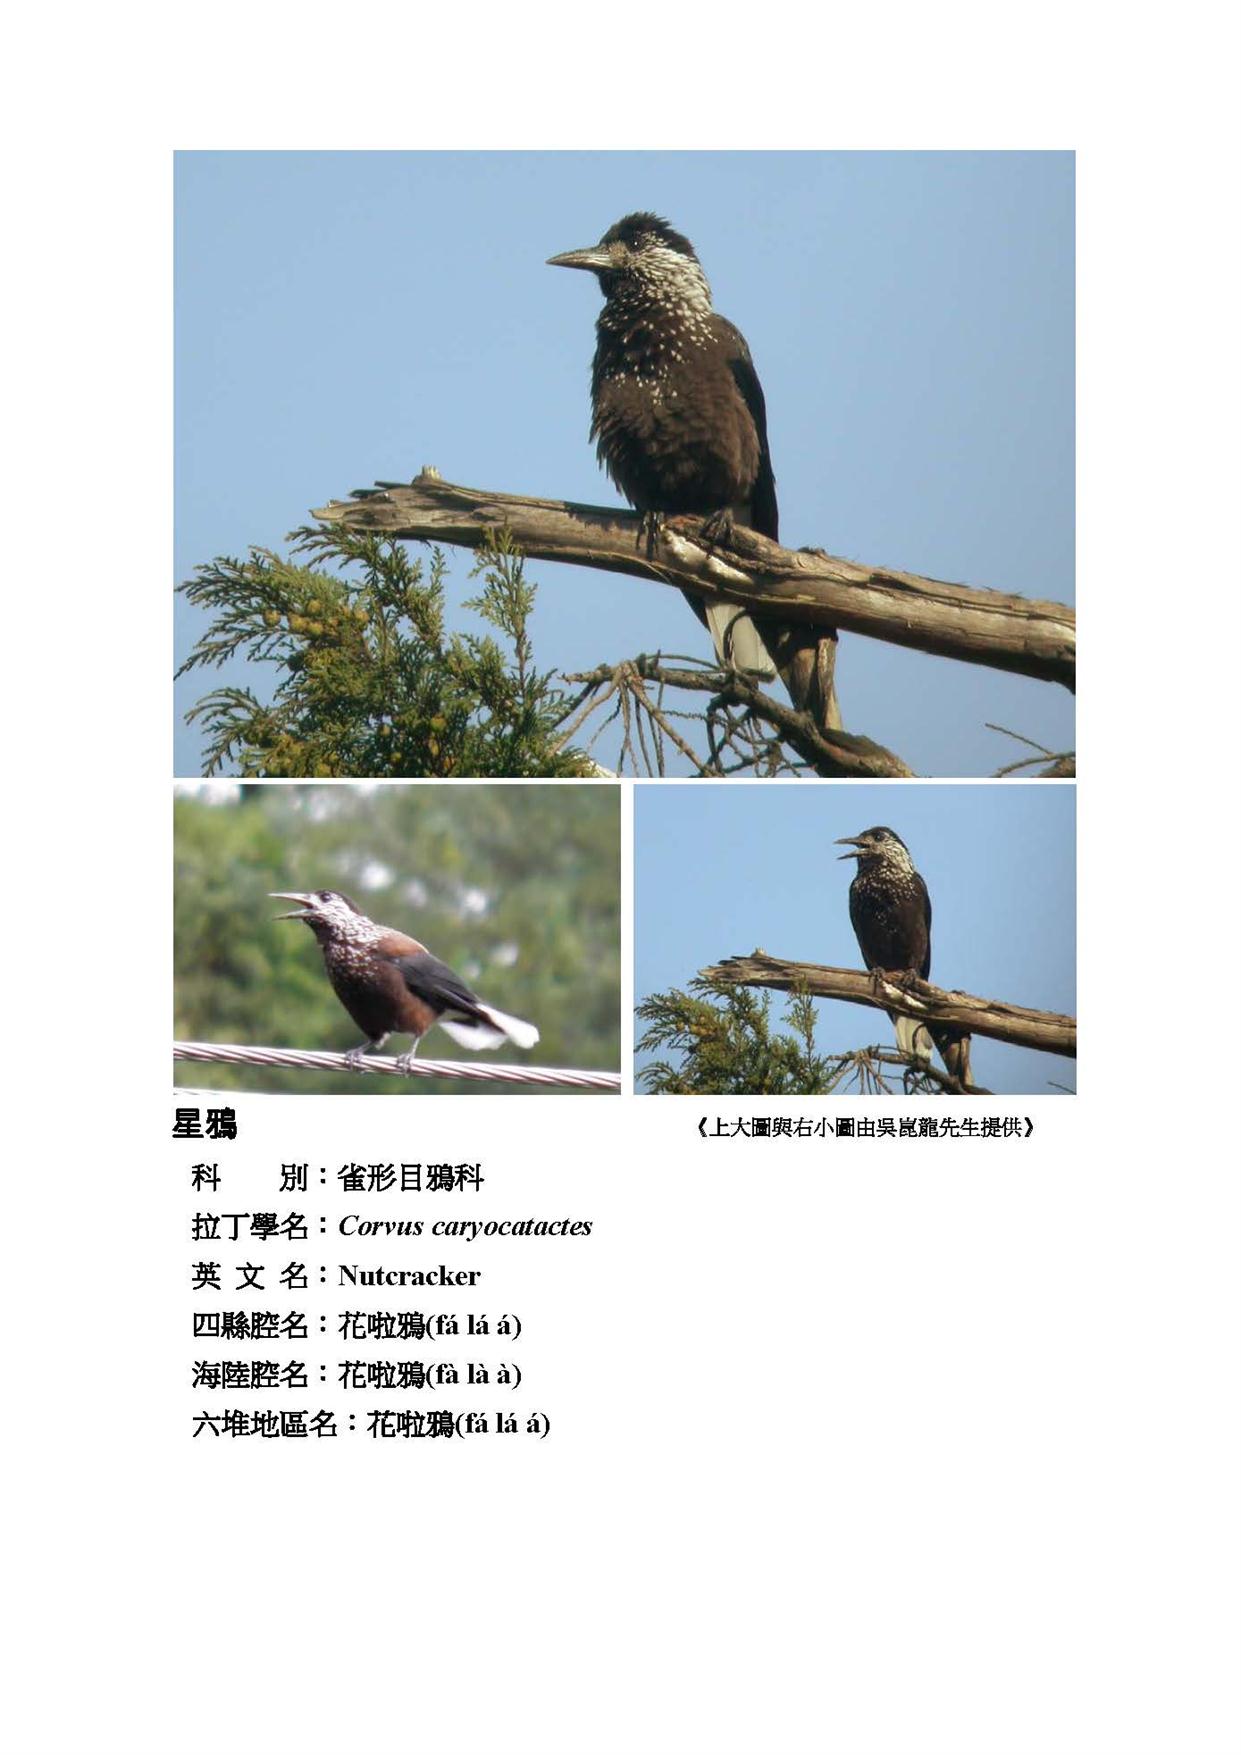 星鴉
《上大圖與右小圖由吳崑龍先生提供》
科　　別：雀形目鴉科
拉丁學名：Corvus caryocatactes
英 文 名：Nutcracker
四縣腔名：花啦鴉(fá lá á)
海陸腔名：花啦鴉(fà là à)
六堆地區名：花啦鴉(fá lá á)